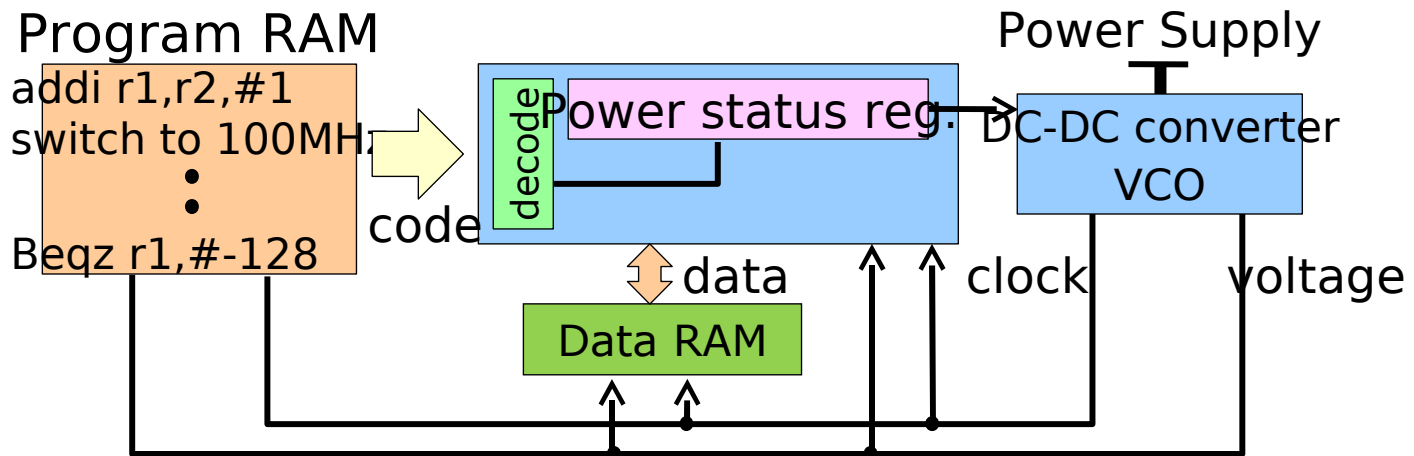 Program RAM
addi r1,r2,#1
switch to 100MHz
Beqz r1,#-128
code
decode
Power status reg.
data
Data RAM
Power Supply
DC-DC converter
VCO
clock
voltage